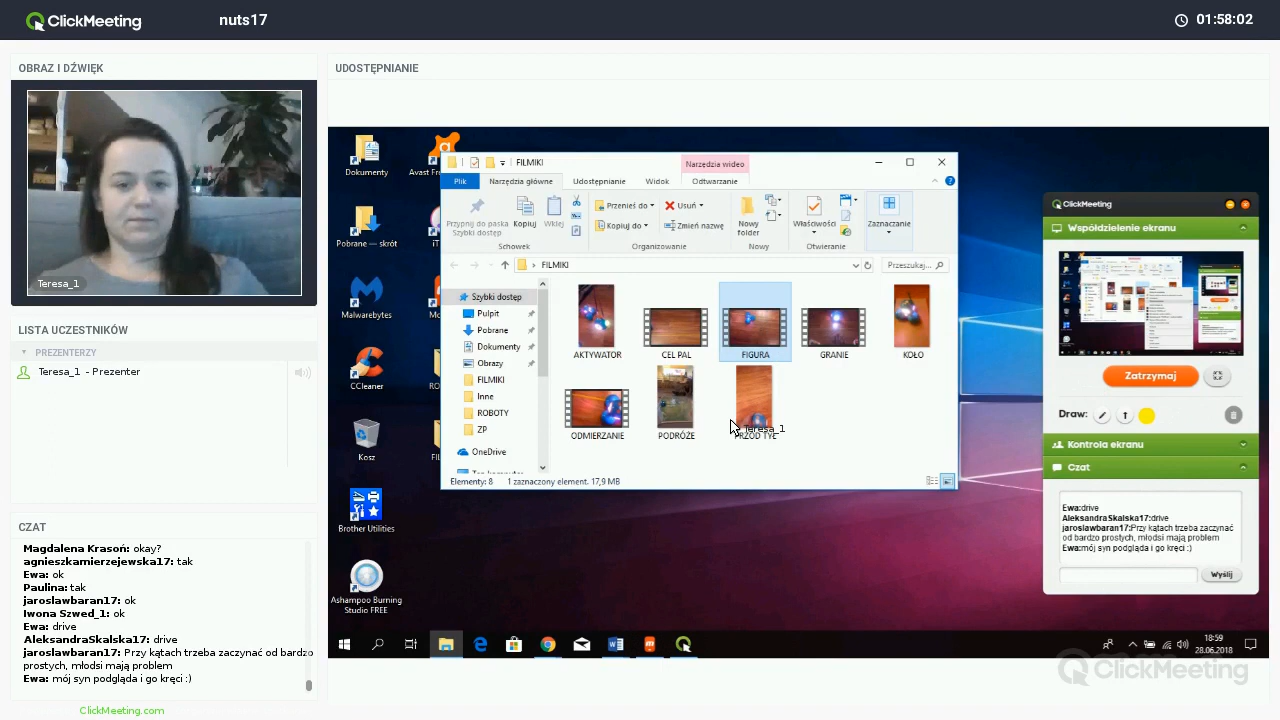 ClickMeeting
nuts17
01:58:02
OBRAZ I DŹWIĘK
Teresa_1
LISTA UCZESTNIKÓW
PREZENTERZY
Teresa_1 - Prezenter
CZAT
Magdalena Krasoń: okay?
agnieszkamierzejewska17: tak
Ewa: ok
Paulina: tak
jaroslawbaran17: ok
Iwona Szwed_1: ok
Ewa: drive
AleksandraSkalska17: drive
jaroslawbaran17: Przy kątach trzeba zaczynać od bardzo
prostych, młodsi mają problem
Ewa: mój syn podgląda i go kręci :)
ClickMeeting.com
UDOSTĘPNIANIE
Dokumenty
Avast Free
Pobrane — skrót
Malwarebytes
CCleaner
Kosz
Brother Utilities
Ashampoo Burning
Studio FREE
FILMIKI
Narzędzia wideo
Plik
Narzędzia główne
Udostępnianie
Widok
Odtwarzanie
Przypnij do paska
Szybki dostęp
Kopiuj
Wklej
Schowek
Przenieś do
Kopiuj do
Usuń
Zmień nazwę
Organizowanie
Nowy
folder
Nowy
Właściwości
Otwieranie
Zaznaczanie
FILMIKI
Przeszukaj...
Szybki dostęp
Pulpit
Pobrane
Dokumenty
Obrazy
FILMIKI
Inne
ROBOTY
ZP
OneDrive
AKTYWATOR
CEL PAL
FIGURA
GRANIE
KOŁO
ODMIERZANIE
PODRÓŻE
PRZÓD TYŁ
Teresa_1
Elementy: 8
1 zaznaczony element. 17,9 MB
ClickMeeting
Współdzielenie ekranu
Zatrzymaj
Draw:
Kontrola ekranu
Czat
Ewa:drive
AleksandraSkalska17:drive
jaroslawbaran17:Przy kątach trzeba zaczynać
od bardzo prostych, młodsi mają problem
Ewa:mój syn podgląda i go kręci :)
Wyślij
18:59
28.06.2018
ClickMeeting